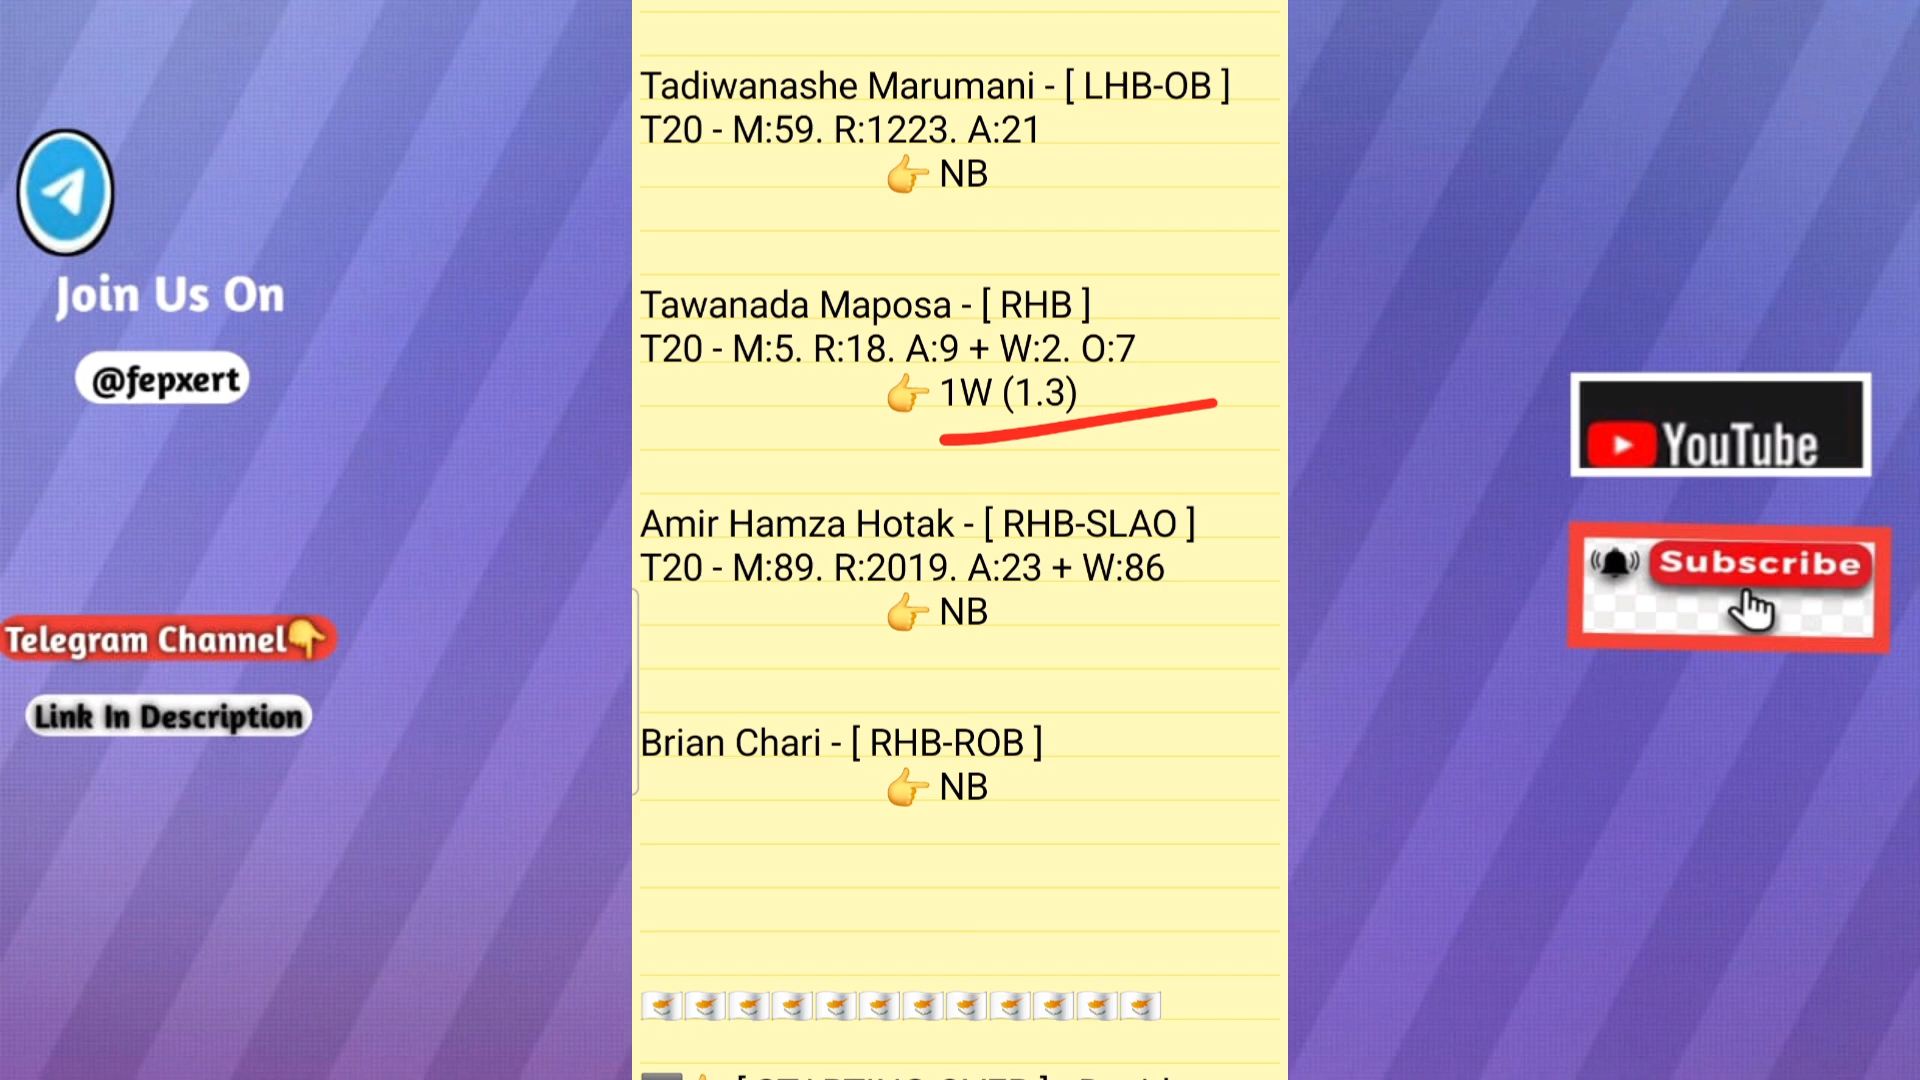 Join Us On
@fepxert
Telegram Channel👇
Link In Description
Tadiwanashe Marumani - [ LHB-OB ]
T20 - M:59. R:1223. A:21
👉 NB
Tawanada Maposa - [ RHB ]
T20 - M:5. R:18. A:9 + W:2. O:7
👉 1W (1.3)
Amir Hamza Hotak - [ RHB-SLAO ]
T20 - M:89. R:2019. A:23 + W:86
👉 NB
Brian Chari - [ RHB-ROB ]
👉 NB
🇨🇾🇨🇾🇨🇾🇨🇾🇨🇾🇨🇾🇨🇾🇨🇾🇨🇾🇨🇾🇨🇾🇨🇾
YouTube
Subscribe